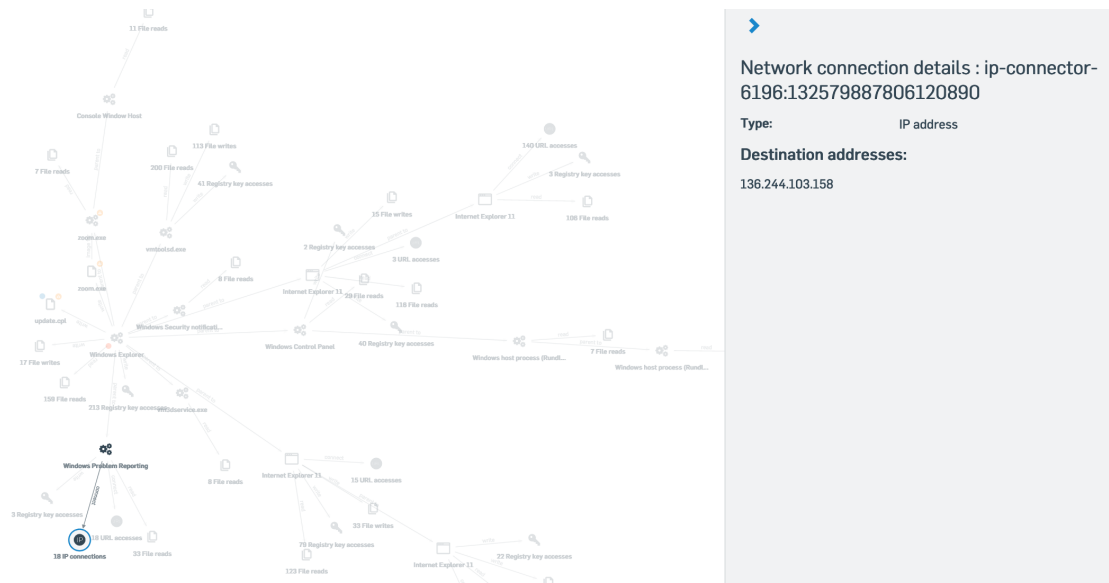 11 File reads
Console Window Host
113 File writes
200 File reads
7 File reads
41 Registry key accesses
140 URL accesses
3 Registry key accesses
15 File writes
Internet Explorer 11
108 File reads
zoom.exe
7 Registry key accesses
3 URL accesses
zoom.exe
9 File reads
Internet Explorer 11
29 File reads
118 File reads
update.cpl
Windows Security notificati...
Windows Control Panel
40 Registry key accesses
Windows Explorer
17 File writes
Windows host process (Rundl...
7 File reads
Windows host process (Rundl...
198 File reads
213 Registry key accesses
Windows Problem Reporting
Internet Explorer 11
15 URL accesses
8 File reads
3 Registry key accesses
33 File writes
IP
18 URL accesses
18 IP connections
33 File reads
79 Registry key accesses
22 Registry key accesses
Internet Explorer 11
123 File reads
Network connection details : ip-connector-
6196:132579887806120890
Type: IP address
Destination addresses:
136.244.103.158